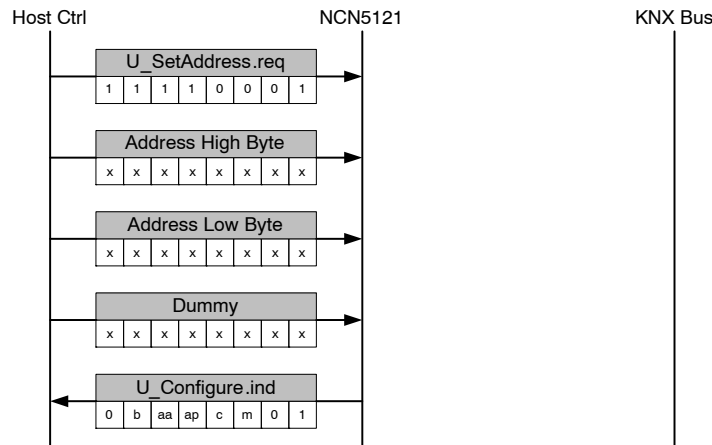 Host Ctrl NCN5121 KNX Bus
U_SetAddress.req
1 1 1 1 0 0 0 1
Address High Byte
x x x x x x x x
Address Low Byte
x x x x x x x x
Dummy
x x x x x x x x
U_Configure.ind
0 b aa ap c m 0 1